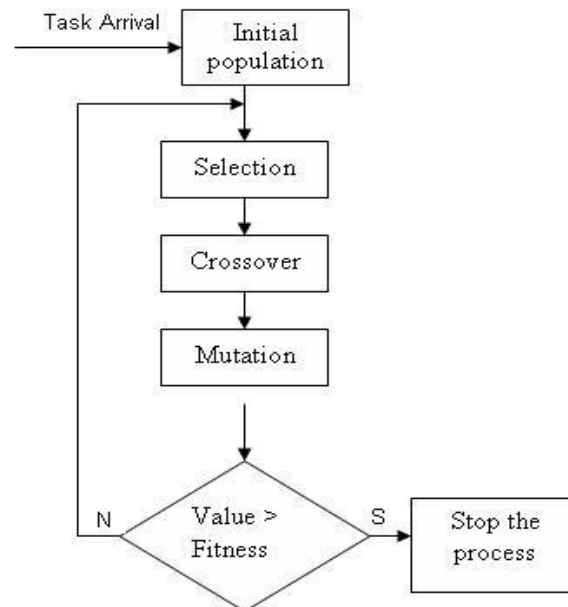 Task Arrival
Initial
population
Selection
Crossover
Mutation
N
Value >
Fitness
S
Stop the
process